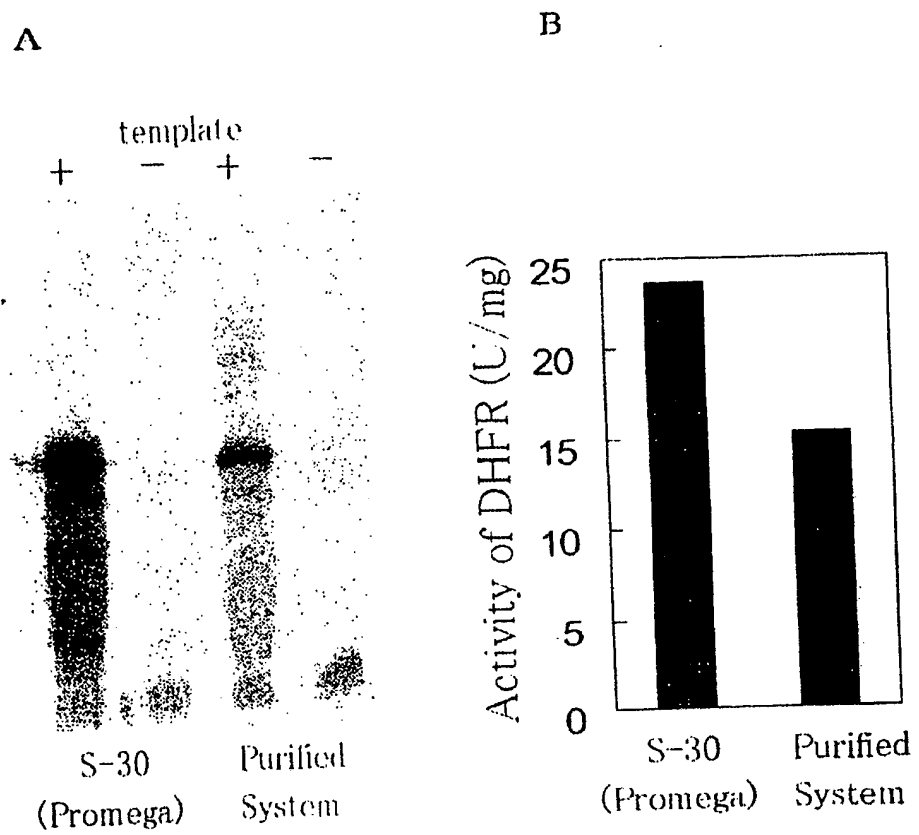 A
B
template
+ − + −
S-30
(Promega)
Purified
System
Activity of DHFR (U/mg)
25
20
15
10
5
0
S-30
(Promega)
Purified
System